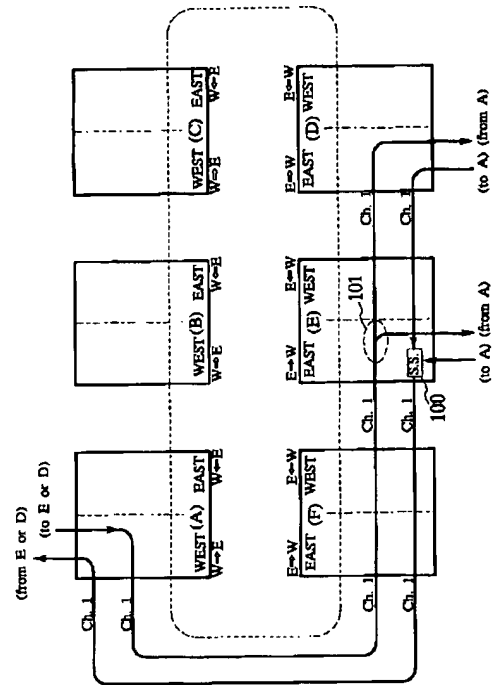 (from E or D)
(to E or D)
Ch. 1
Ch. 1
WEST (A) EAST
W⇒E
W⇐E
WEST (B) EAST
W⇒E
W⇐E
WEST (C) EAST
W⇒E
W⇐E
E⇒W
E⇐W
EAST (F) WEST
Ch. 1
Ch. 1
E⇒W
E⇐W
EAST (E) WEST
101
Ch. 1
Ch. 1
S.S.
100
(to A) (from A)
E⇒W
E⇐W
EAST (D) WEST
Ch. 1
Ch. 1
(to A) (from A)